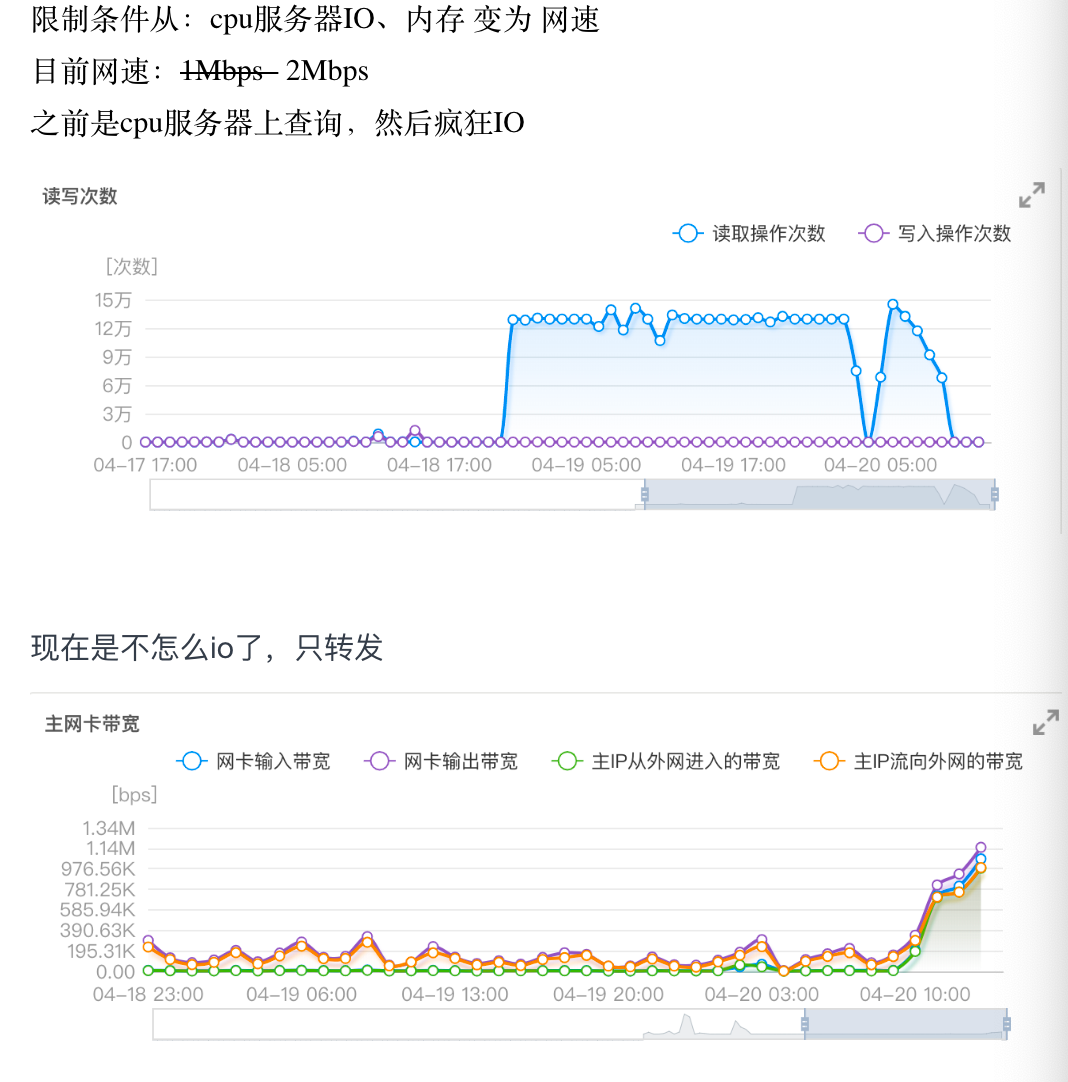 限制条件从：cpu服务器IO、内存 变为 网速
目前网速：1Mbps 2Mbps
之前是cpu服务器上查询，然后疯狂IO
读写次数
读取操作次数 写入操作次数
[次数]
15万
12万
9万
6万
3万
0
04-17 17:00 04-18 05:00 04-18 17:00 04-19 05:00 04-19 17:00 04-20 05:00
现在是不怎么io了，只转发
主网卡带宽
网卡输入带宽 网卡输出带宽 主IP从外网进入的带宽 主IP流向外网的带宽
[bps]
1.34M
1.14M
976.56K
781.25K
585.94K
390.63K
195.31K
0.00
04-18 23:00 04-19 06:00 04-19 13:00 04-19 20:00 04-20 03:00 04-20 10:00